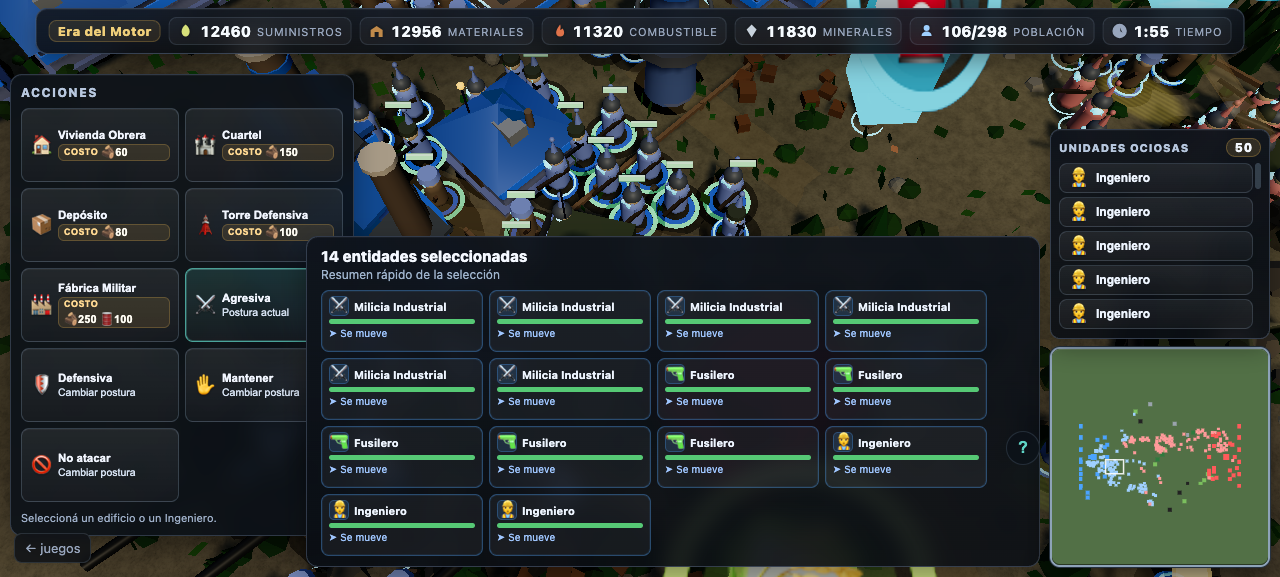 Era del Motor
12460 SUMINISTROS
12956 MATERIALES
11320 COMBUSTIBLE
11830 MINERALES
106/298 POBLACIÓN
1:55 TIEMPO
ACCIONES
Vivienda Obrera
COSTO 60
Cuartel
COSTO 150
Depósito
COSTO 80
Torre Defensiva
COSTO 100
Fábrica Militar
COSTO
250 100
Agresiva
Postura actual
Defensiva
Cambiar postura
Mantener
Cambiar postura
No atacar
Cambiar postura
Seleccioná un edificio o un Ingeniero.
← juegos
14 entidades seleccionadas
Resumen rápido de la selección
Milicia Industrial
➤ Se mueve
Milicia Industrial
➤ Se mueve
Milicia Industrial
➤ Se mueve
Milicia Industrial
➤ Se mueve
Milicia Industrial
➤ Se mueve
Milicia Industrial
➤ Se mueve
Fusilero
➤ Se mueve
Fusilero
➤ Se mueve
Fusilero
➤ Se mueve
Fusilero
➤ Se mueve
Fusilero
➤ Se mueve
Ingeniero
➤ Se mueve
Ingeniero
➤ Se mueve
Ingeniero
➤ Se mueve
?
UNIDADES OCIOSAS 50
Ingeniero
Ingeniero
Ingeniero
Ingeniero
Ingeniero